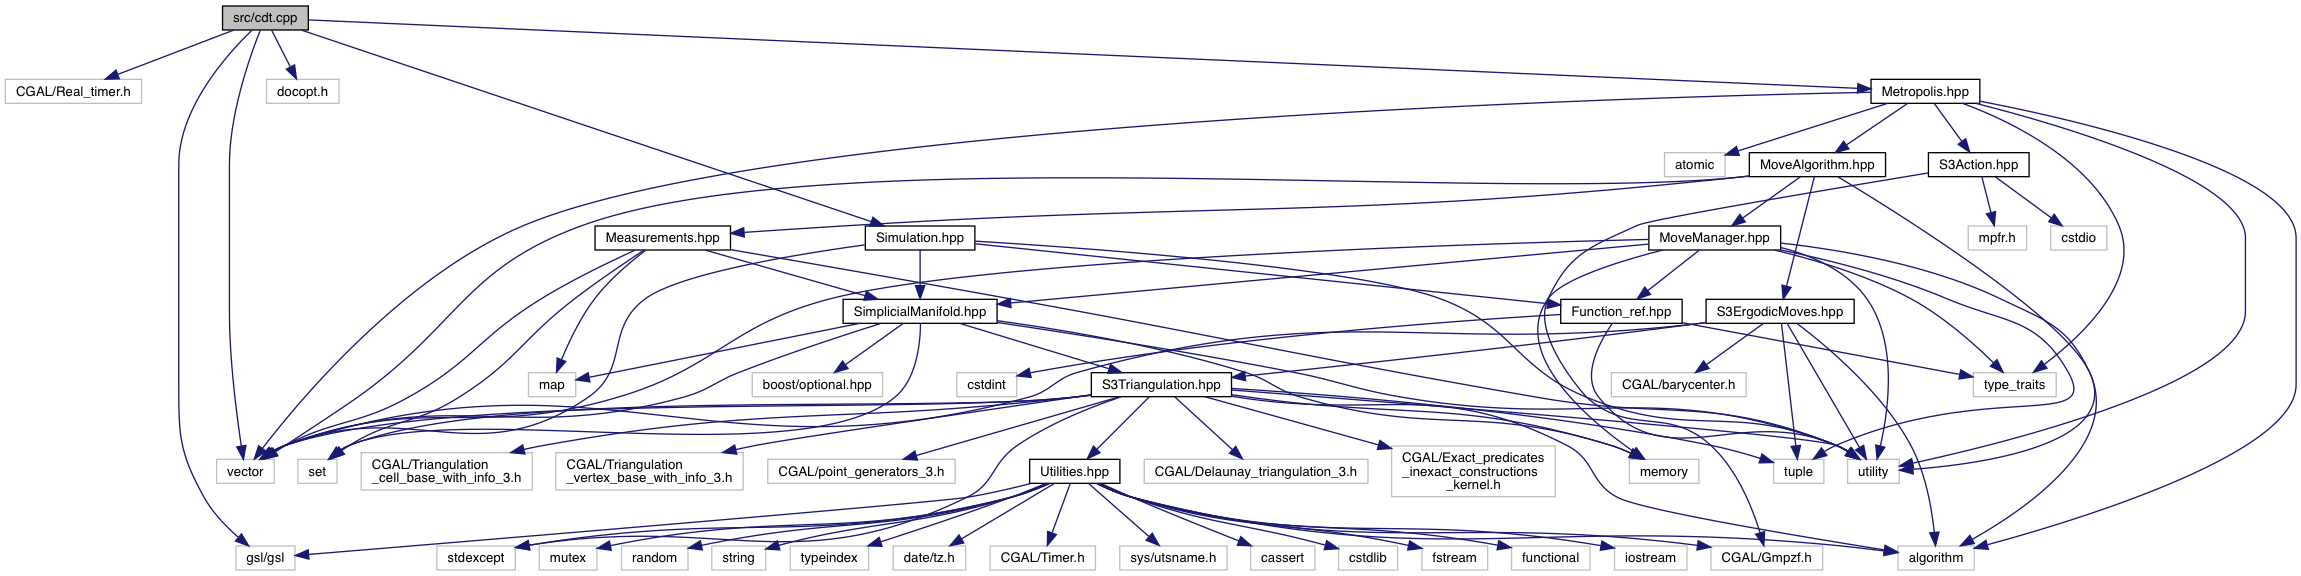 src/cdt.cpp
CGAL/Real_timer.h
docopt.h
Metropolis.hpp
atomic
MoveAlgorithm.hpp
S3Action.hpp
Measurements.hpp
Simulation.hpp
MoveManager.hpp
mpfr.h
cstdio
SimplicialManifold.hpp
Function_ref.hpp
S3ErgodicMoves.hpp
map
boost/optional.hpp
cstdint
S3Triangulation.hpp
CGAL/barycenter.h
type_traits
vector
set
CGAL/Triangulation
_cell_base_with_info_3.h
CGAL/Triangulation
_vertex_base_with_info_3.h
CGAL/point_generators_3.h
Utilities.hpp
CGAL/Delaunay_triangulation_3.h
CGAL/Exact_predicates
_inexact_constructions
_kernel.h
memory
tuple
utility
gsl/gsl
stdexcept
mutex
random
string
typeindex
date/tz.h
CGAL/Timer.h
sys/utsname.h
cassert
cstdlib
fstream
functional
iostream
CGAL/Gmpzf.h
algorithm